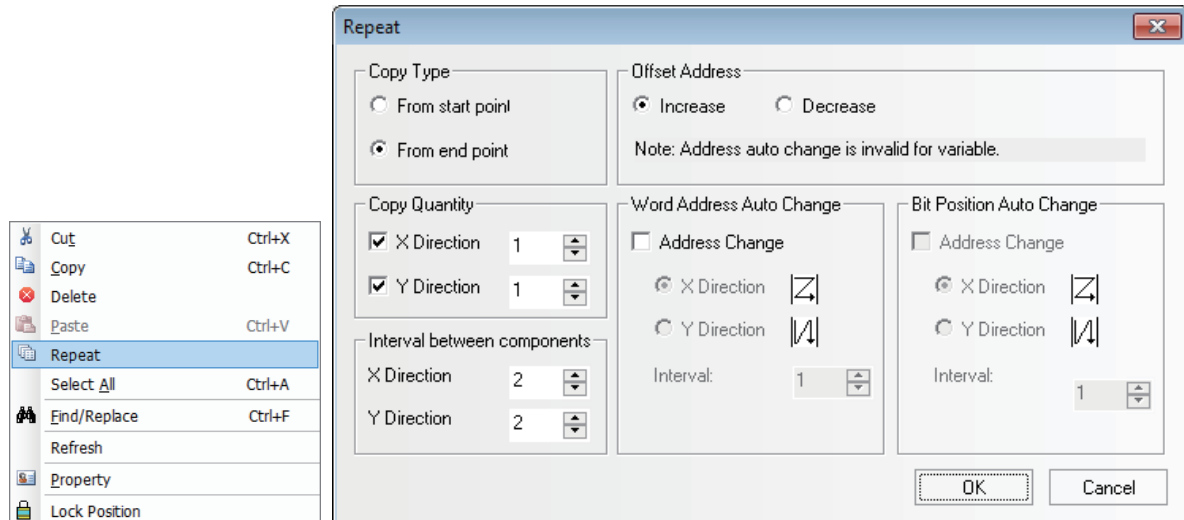 Cut Ctrl+X
Copy Ctrl+C
Delete
Paste Ctrl+V
Repeat
Select All Ctrl+A
Find/Replace Ctrl+F
Refresh
Property
Lock Position
Repeat
Copy Type
From start point
From end point
Offset Address
Increase Decrease
Note: Address auto change is invalid for variable.
Copy Quantity
X Direction 1
Y Direction 1
Interval between components
X Direction 2
Y Direction 2
Word Address Auto Change
Address Change
X Direction
Y Direction
Interval: 1
Bit Position Auto Change
Address Change
X Direction
Y Direction
Interval: 1
OK Cancel